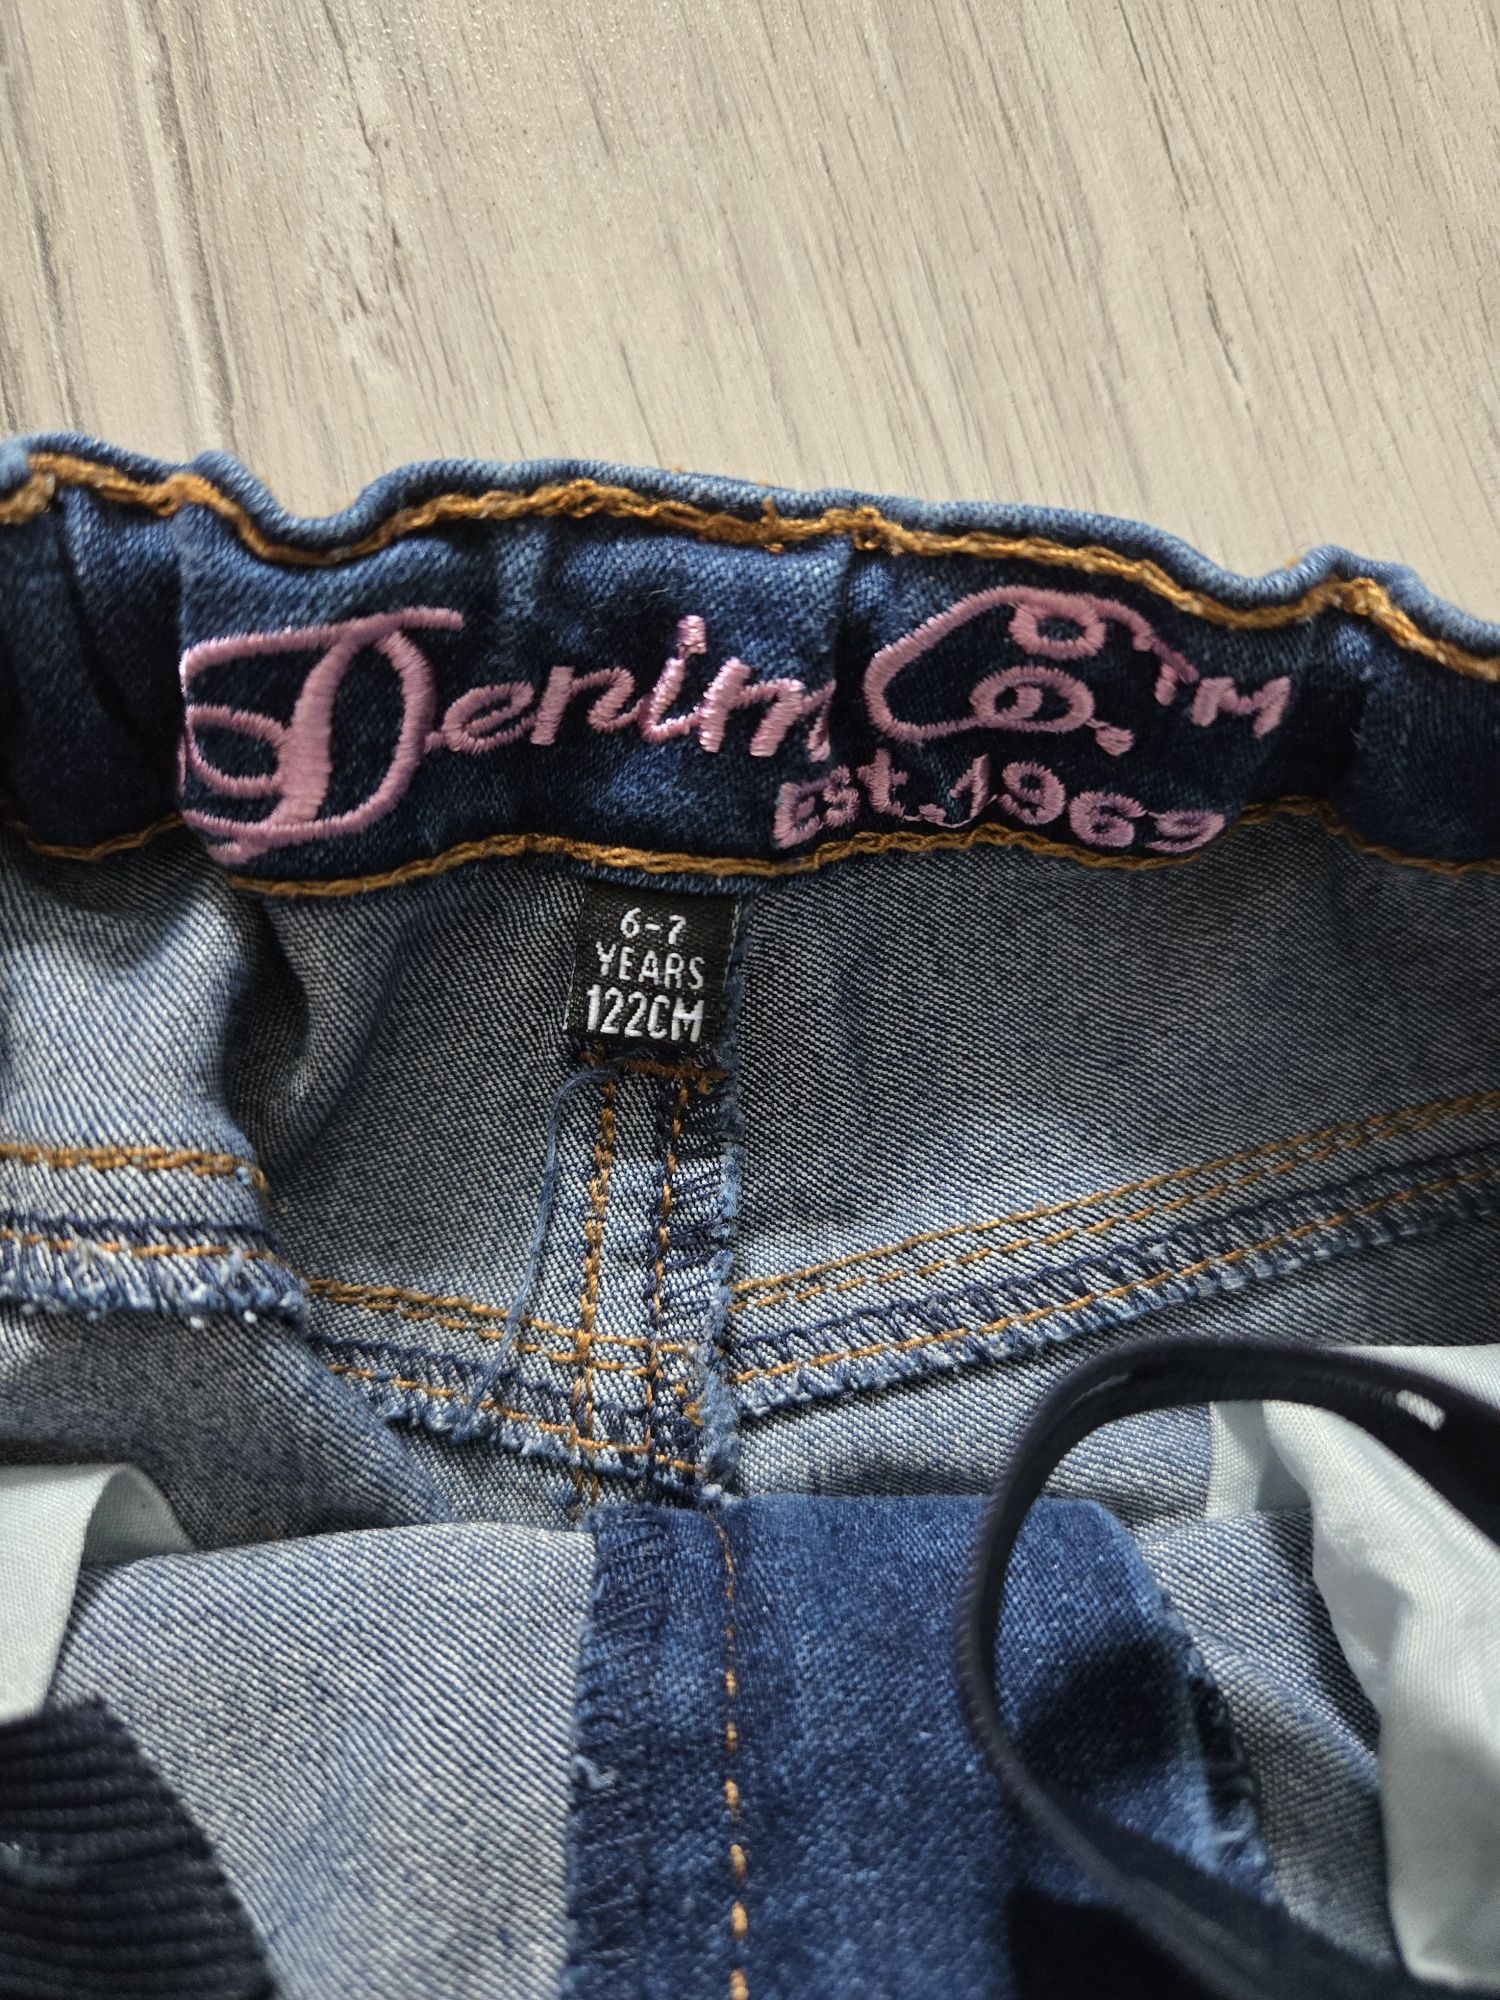 Denim Co TM
Est. 1969
6-7
YEARS
122CM